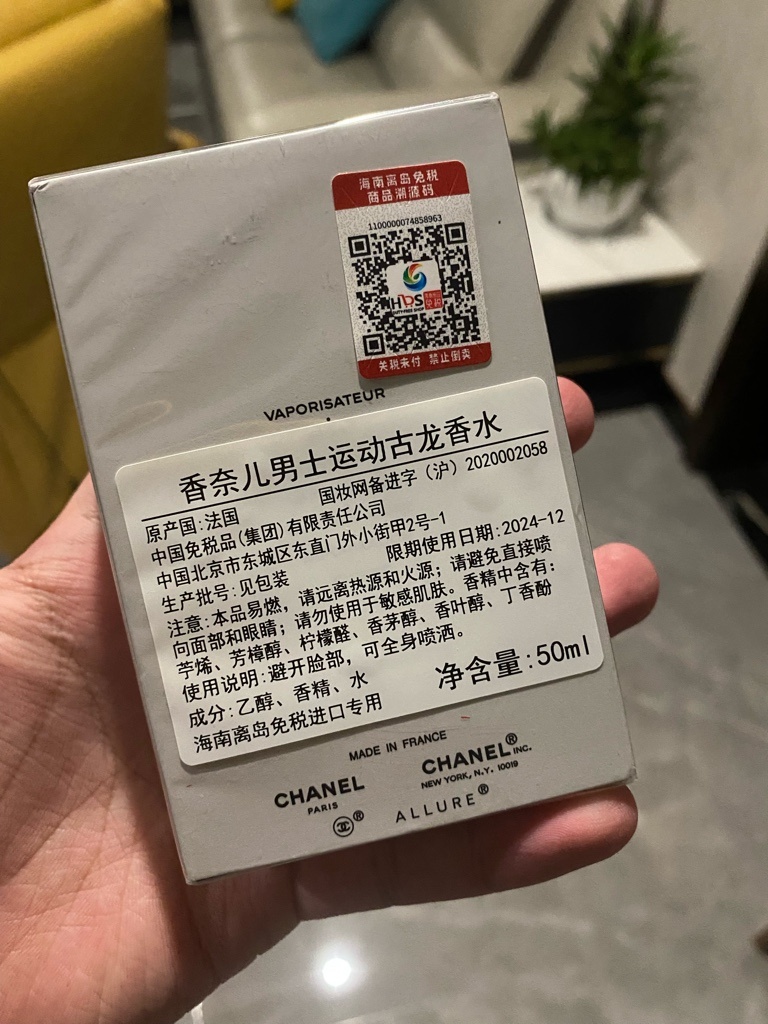 海南离岛免税
商品溯源码
1100000074858963
HDS
免税
DUTY-FREE SHOP
关税未付 禁止倒卖
VAPORISATEUR
香奈儿男士运动古龙香水
国妆网备进字（沪）2020002058
原产国:法国
中国免税品(集团)有限责任公司
中国北京市东城区东直门外小街甲2号-1
生产批号:见包装
限期使用日期:2024-12
注意:本品易燃，请远离热源和火源；请避免直接喷
向面部和眼睛；请勿使用于敏感肌肤。香精中含有:
苧烯、芳樟醇、柠檬醛、香茅醇、香叶醇、丁香酚
使用说明:避开脸部，可全身喷洒。
成分:乙醇、香精、水
海南离岛免税进口专用
净含量:50ml
MADE IN FRANCE
CHANEL
PARIS
CHANEL® INC.
NEW YORK, N.Y. 10019
®
ALLURE®